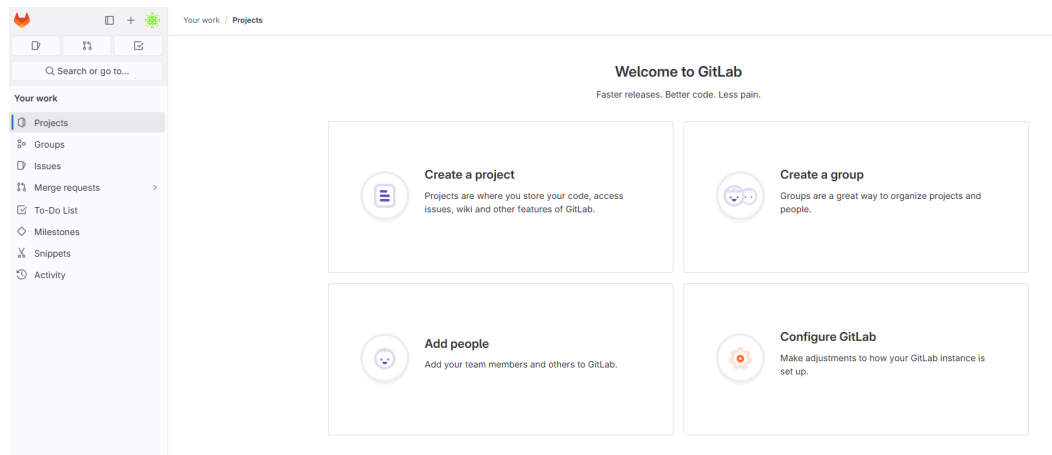 Your work / Projects
Search or go to...
Your work
Projects
Groups
Issues
Merge requests
To-Do List
Milestones
Snippets
Activity
Welcome to GitLab
Faster releases. Better code. Less pain.
Create a project
Projects are where you store your code, access
issues, wiki and other features of GitLab.
Create a group
Groups are a great way to organize projects and
people.
Add people
Add your team members and others to GitLab.
Configure GitLab
Make adjustments to how your GitLab instance is
set up.